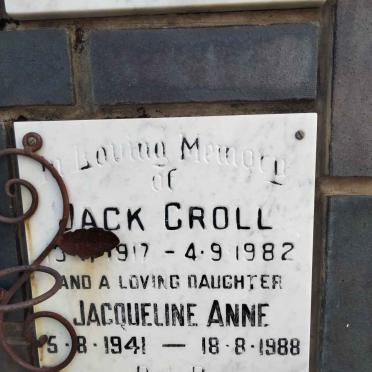 In Loving Memory
of
JACK CROLL
1917 - 4·9·1982
AND A LOVING DAUGHTER
JACQUELINE ANNE
5·8·1941 — 18·8·1988